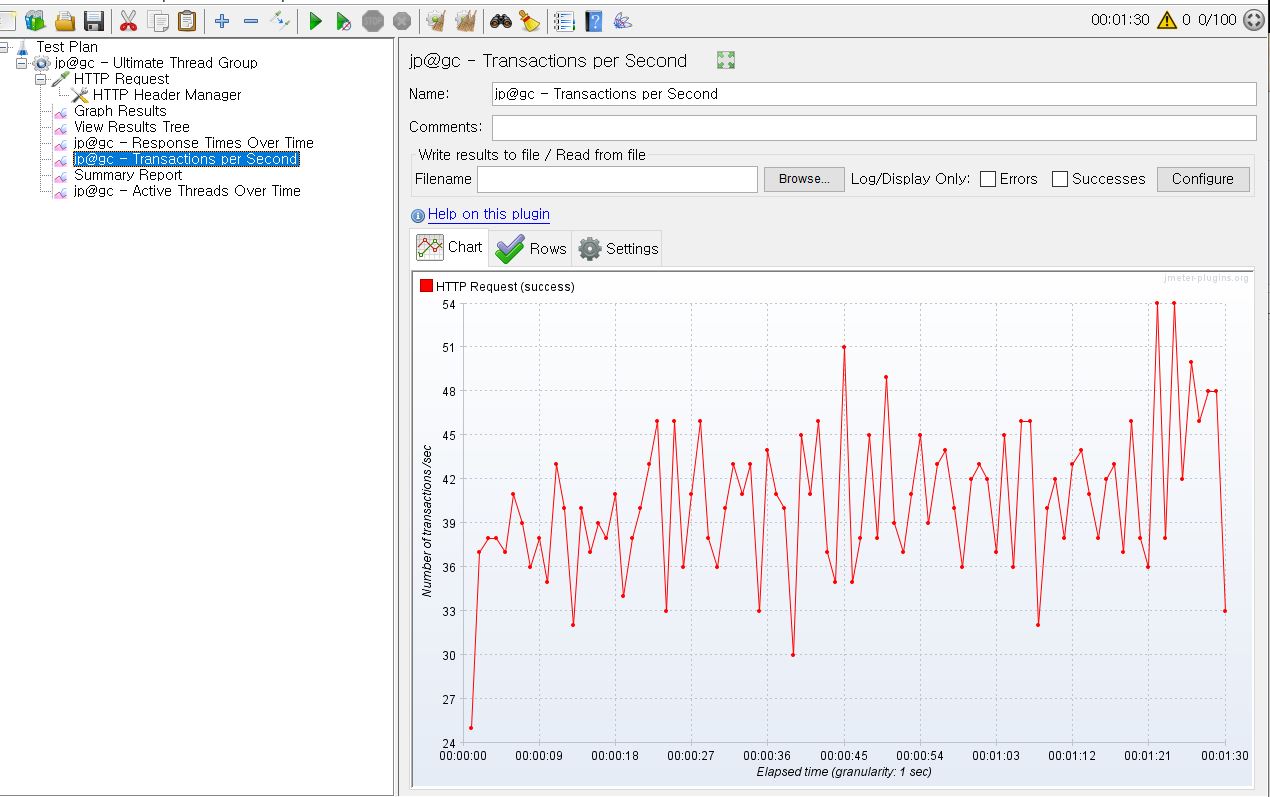 00:01:30 0 0/100
STOP
Test Plan
jp@gc - Ultimate Thread Group
HTTP Request
HTTP Header Manager
Graph Results
View Results Tree
jp@gc - Response Times Over Time
jp@gc - Transactions per Second
Summary Report
jp@gc - Active Threads Over Time
jp@gc - Transactions per Second
Name: jp@gc - Transactions per Second
Comments:
Write results to file / Read from file
Filename Browse... Log/Display Only: Errors Successes Configure
Help on this plugin
Chart Rows Settings
jmeter-plugins.org
HTTP Request (success)
54
51
48
45
42
39
36
33
30
27
24
Number of transactions /sec
00:00:00 00:00:09 00:00:18 00:00:27 00:00:36 00:00:45 00:00:54 00:01:03 00:01:12 00:01:21 00:01:30
Elapsed time (granularity: 1 sec)